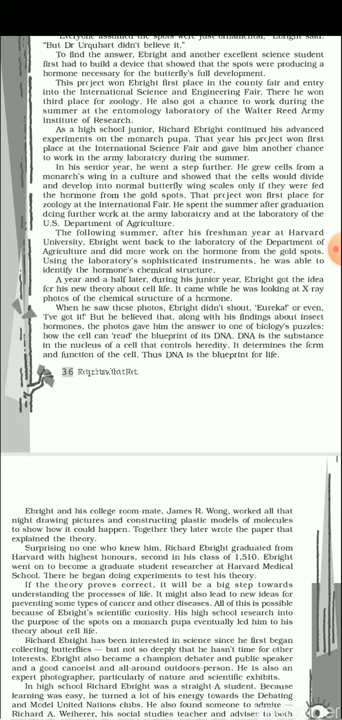 "Everyone assumed the spots were just ornamental," Ebright said.
"But Dr Urquhart didn't believe it."
To find the answer, Ebright and another excellent science student
first had to build a device that showed that the spots were producing a
hormone necessary for the butterfly's full development.
This project won Ebright first place in the county fair and entry
into the International Science and Engineering Fair. There he won
third place for zoology. He also got a chance to work during the
summer at the entomology laboratory of the Walter Reed Army
Institute of Research.
As a high school junior, Richard Ebright continued his advanced
experiments on the monarch pupa. That year his project won first
place at the International Science Fair and gave him another chance
to work in the army laboratory during the summer.
In his senior year, he went a step further. He grew cells from a
monarch's wing in a culture and showed that the cells would divide
and develop into normal butterfly wing scales only if they were fed
the hormone from the gold spots. That project won first place for
zoology at the International Fair. He spent the summer after graduation
doing further work at the army laboratory and at the laboratory of the
U.S. Department of Agriculture.
The following summer, after his freshman year at Harvard
University, Ebright went back to the laboratory of the Department of
Agriculture and did more work on the hormone from the gold spots.
Using the laboratory's sophisticated instruments, he was able to
identify the hormone's chemical structure.
A year-and-a-half later, during his junior year, Ebright got the idea
for his new theory about cell life. It came while he was looking at X-ray
photos of the chemical structure of a hormone.
When he saw those photos, Ebright didn't shout, 'Eureka!' or even,
'I've got it!' But he believed that, along with his findings about insect
hormones, the photos gave him the answer to one of biology's puzzles:
how the cell can 'read' the blueprint of its DNA. DNA is the substance
in the nucleus of a cell that controls heredity. It determines the form
and function of the cell. Thus DNA is the blueprint for life.
36
Ebright and his college room-mate, James R. Wong, worked all that
night drawing pictures and constructing plastic models of molecules
to show how it could happen. Together they later wrote the paper that
explained the theory.
Surprising no one who knew him, Richard Ebright graduated from
Harvard with highest honours, second in his class of 1,510. Ebright
went on to become a graduate student researcher at Harvard Medical
School. There he began doing experiments to test his theory.
If the theory proves correct, it will be a big step towards
understanding the processes of life. It might also lead to new ideas for
preventing some types of cancer and other diseases. All of this is possible
because of Ebright's scientific curiosity. His high school research into
the purpose of the spots on a monarch pupa eventually led him to his
theory about cell life.
Richard Ebright has been interested in science since he first began
collecting butterflies — but not so deeply that he hasn't time for other
interests. Ebright also became a champion debater and public speaker
and a good canoeist and all-around outdoors-person. He is also an
expert photographer, particularly of nature and scientific exhibits.
In high school Richard Ebright was a straight-A student. Because
learning was easy, he turned a lot of his energy towards the Debating
and Model United Nations clubs. He also found someone to admire —
Richard A. Weiherer, his social studies teacher and adviser to both